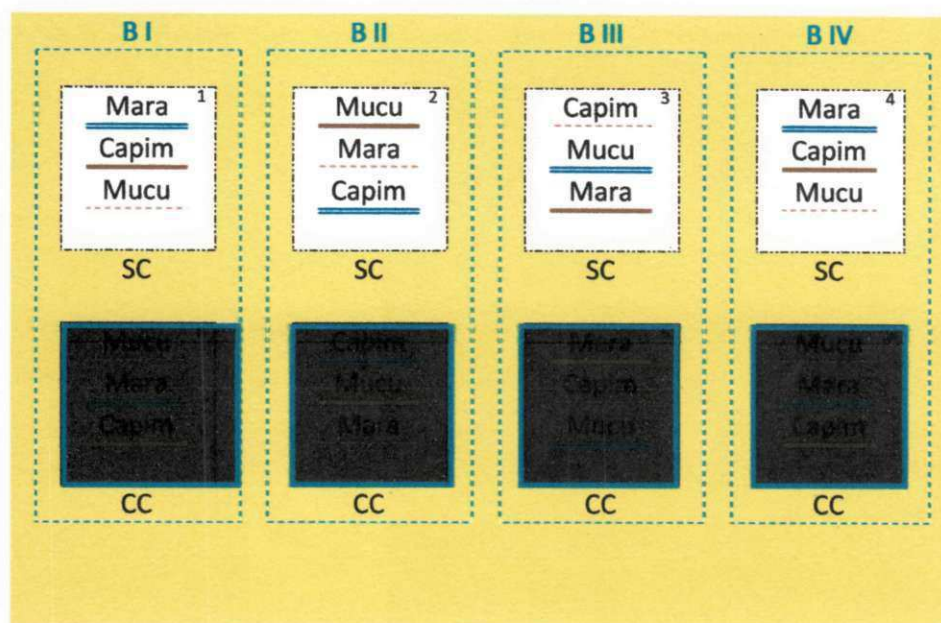 B I
B II
B III
B IV
1
Mara
Capim
Mucu
SC
2
Mucu
Mara
Capim
SC
3
Capim
Mucu
Mara
SC
4
Mara
Capim
Mucu
SC
Mucu
Mara
Capim
CC
Capim
Mucu
Mara
CC
Mara
Capim
Mucu
CC
Mucu
Mara
Capim
CC